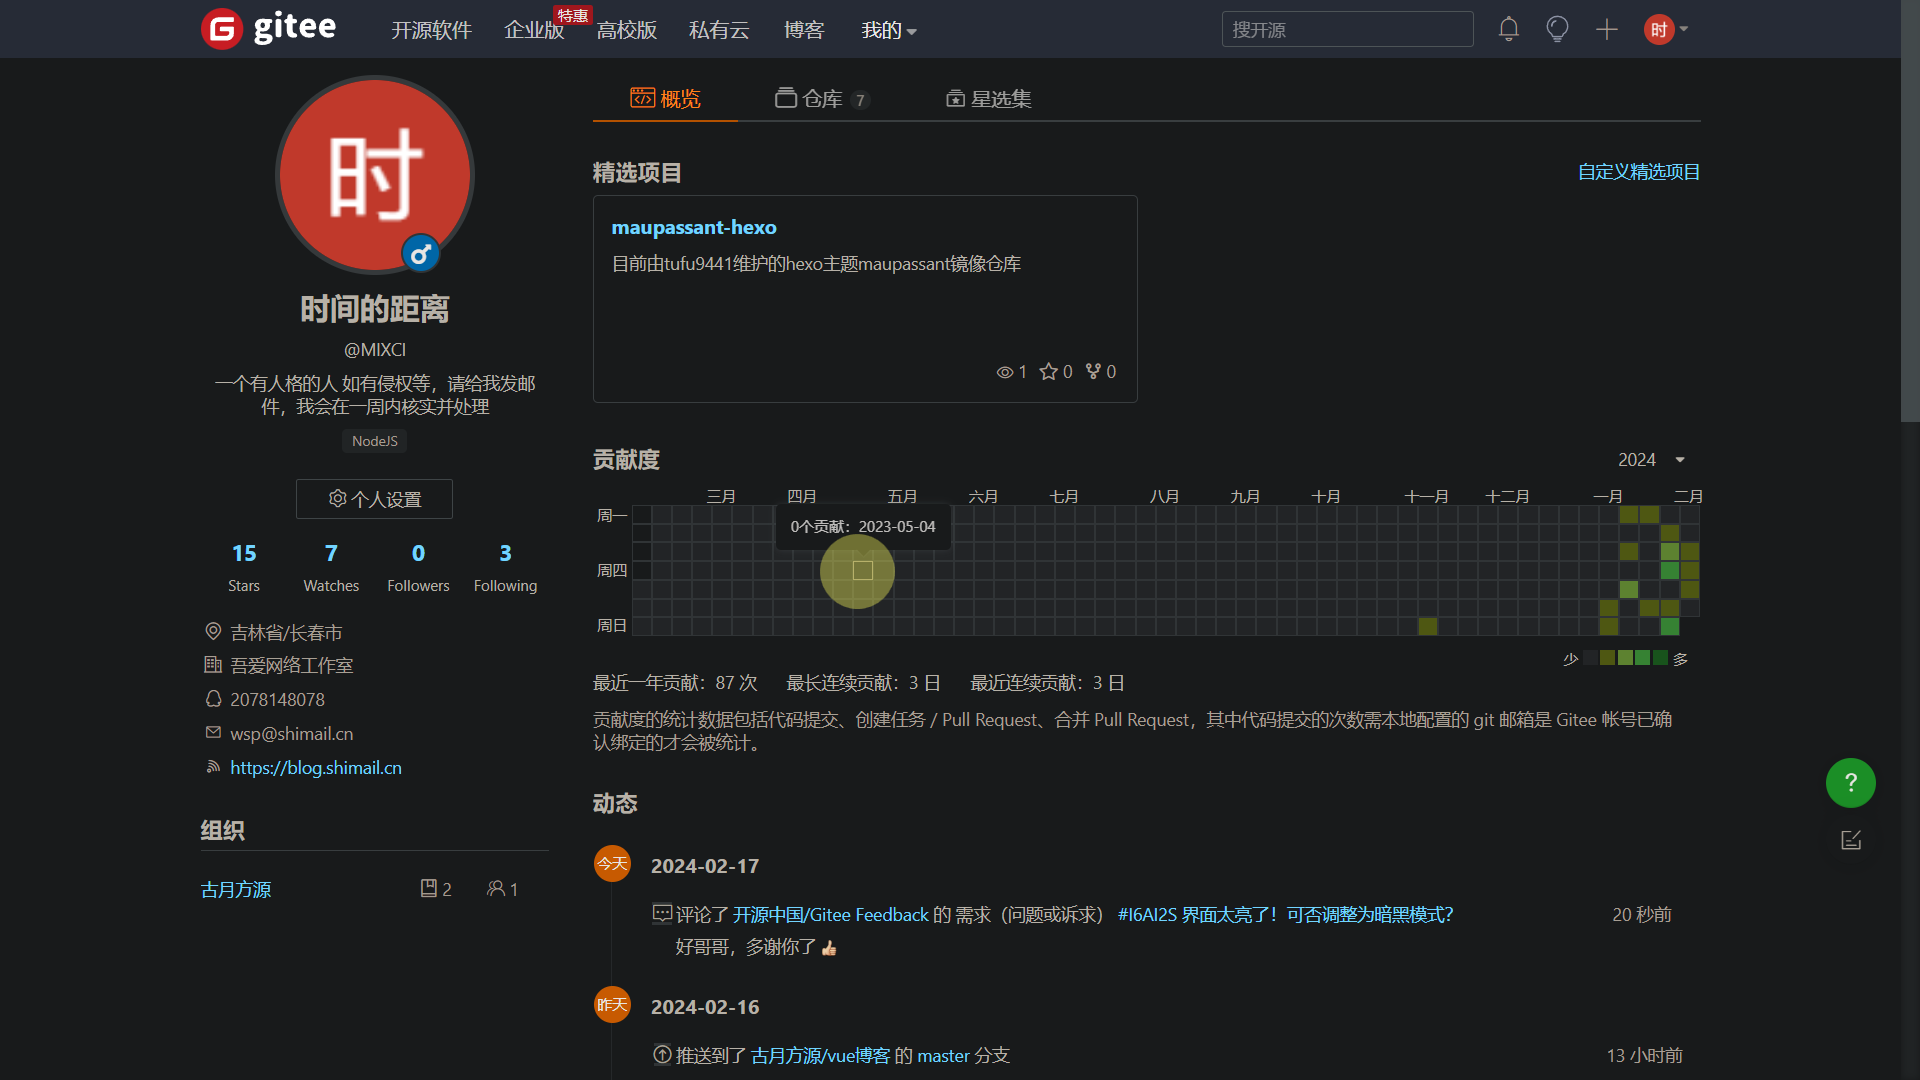 gitee
开源软件
企业版
特惠
高校版
私有云
博客
我的
搜开源
时
时
时间的距离
@MIXCI
一个有人格的人 如有侵权等，请给我发邮
件，我会在一周内核实并处理
NodeJS
个人设置
15 7 0 3
Stars Watches Followers Following
吉林省/长春市
吾爱网络工作室
2078148078
wsp@shimail.cn
https://blog.shimail.cn
组织
古月方源 2 1
概览 仓库 7 星选集
精选项目 自定义精选项目
maupassant-hexo
目前由tufu9441维护的hexo主题maupassant镜像仓库
1 0 0
贡献度 2024
三月 四月 五月 六月 七月 八月 九月 十月 十一月 十二月 一月 二月
周一
0个贡献：2023-05-04
周四
周日
少 多
最近一年贡献：87 次 最长连续贡献：3 日 最近连续贡献：3 日
贡献度的统计数据包括代码提交、创建任务 / Pull Request、合并 Pull Request，其中代码提交的次数需本地配置的 git 邮箱是 Gitee 帐号已确
认绑定的才会被统计。
动态
今天 2024-02-17
评论了 开源中国/Gitee Feedback 的 需求（问题或诉求） #I6AI2S 界面太亮了！可否调整为暗黑模式? 20 秒前
好哥哥，多谢你了👍
昨天 2024-02-16
推送到了 古月方源/vue博客 的 master 分支 13 小时前
?